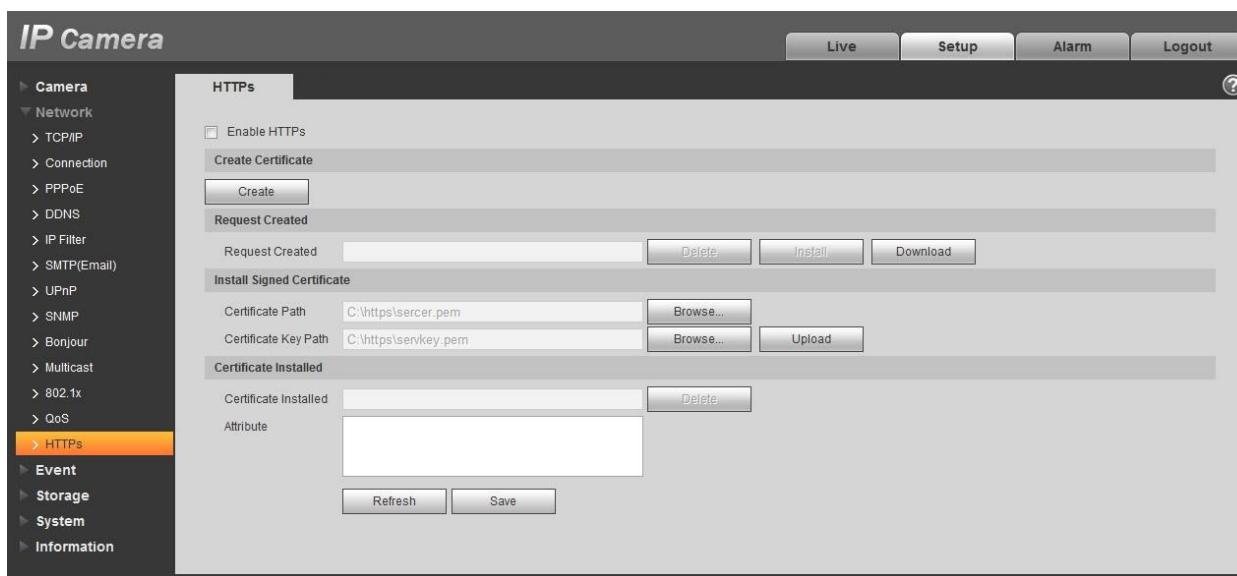 IP Camera
Live
Setup
Alarm
Logout
Camera
Network
TCP/IP
Connection
PPPoE
DDNS
IP Filter
SMTP(Email)
UPnP
SNMP
Bonjour
Multicast
802.1x
QoS
HTTPs
Event
Storage
System
Information
HTTPs
?
Enable HTTPs
Create Certificate
Create
Request Created
Request Created Delete Install Download
Install Signed Certificate
Certificate Path C:\https\sercer.pem Browse...
Certificate Key Path C:\https\servkey.pem Browse... Upload
Certificate Installed
Certificate Installed Delete
Attribute
Refresh Save